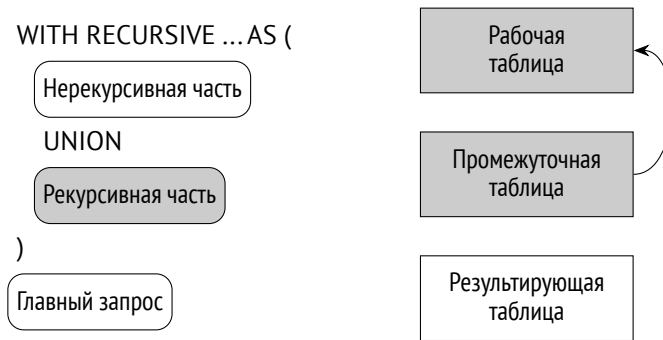 WITH RECURSIVE ... AS (
Нерекурсивная часть
UNION
Рекурсивная часть
)
Главный запрос
Рабочая
таблица
Промежуточная
таблица
Результирующая
таблица